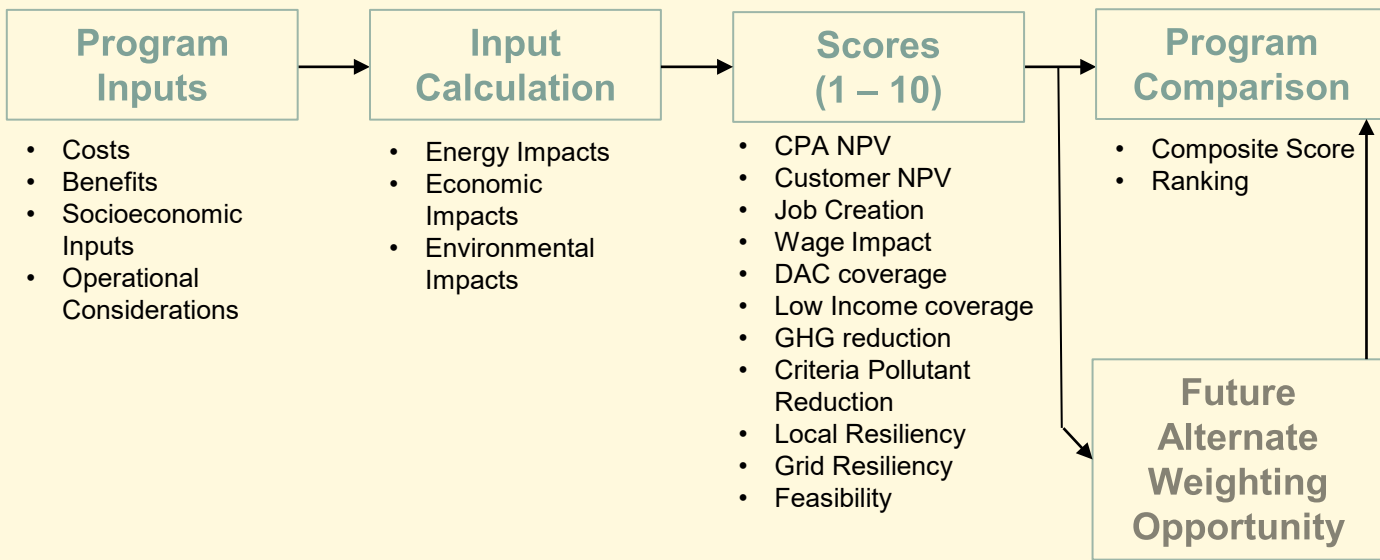 Program
Inputs
• Costs
• Benefits
• Socioeconomic
Inputs
• Operational
Considerations
Input
Calculation
• Energy Impacts
• Economic
Impacts
• Environmental
Impacts
Scores
(1 – 10)
• CPA NPV
• Customer NPV
• Job Creation
• Wage Impact
• DAC coverage
• Low Income coverage
• GHG reduction
• Criteria Pollutant
Reduction
• Local Resiliency
• Grid Resiliency
• Feasibility
Program
Comparison
• Composite Score
• Ranking
Future
Alternate
Weighting
Opportunity